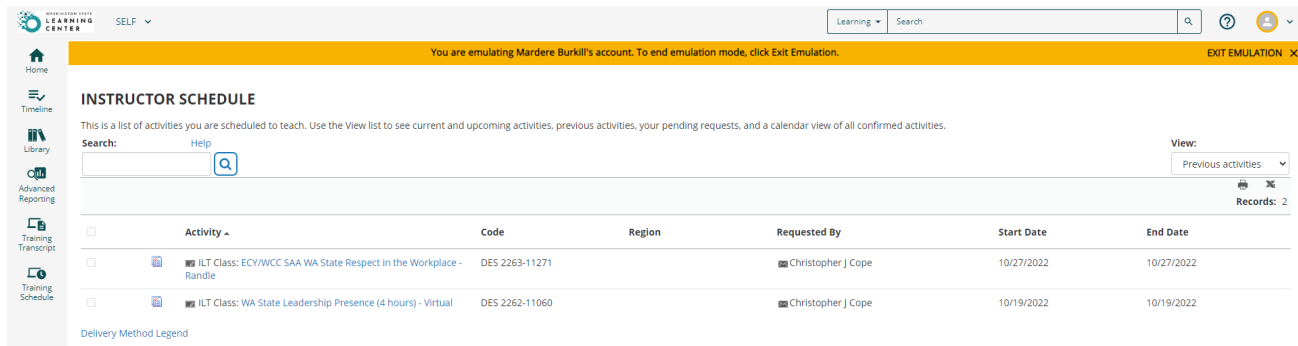 WASHINGTON STATE
LEARNING
CENTER
SELF
Learning
Search
You are emulating Mardere Burkill's account. To end emulation mode, click Exit Emulation.
EXIT EMULATION ✕
Home
Timeline
Library
Advanced
Reporting
Training
Transcript
Training
Schedule
INSTRUCTOR SCHEDULE
This is a list of activities you are scheduled to teach. Use the View list to see current and upcoming activities, previous activities, your pending requests, and a calendar view of all confirmed activities.
Search: Help
View:
Previous activities
Records: 2
Activity Code Region Requested By Start Date End Date
ILT Class: ECY/WCC SAA WA State Respect in the Workplace - DES 2263-11271 Christopher J Cope 10/27/2022 10/27/2022
Randle
ILT Class: WA State Leadership Presence (4 hours) - Virtual DES 2262-11060 Christopher J Cope 10/19/2022 10/19/2022
Delivery Method Legend